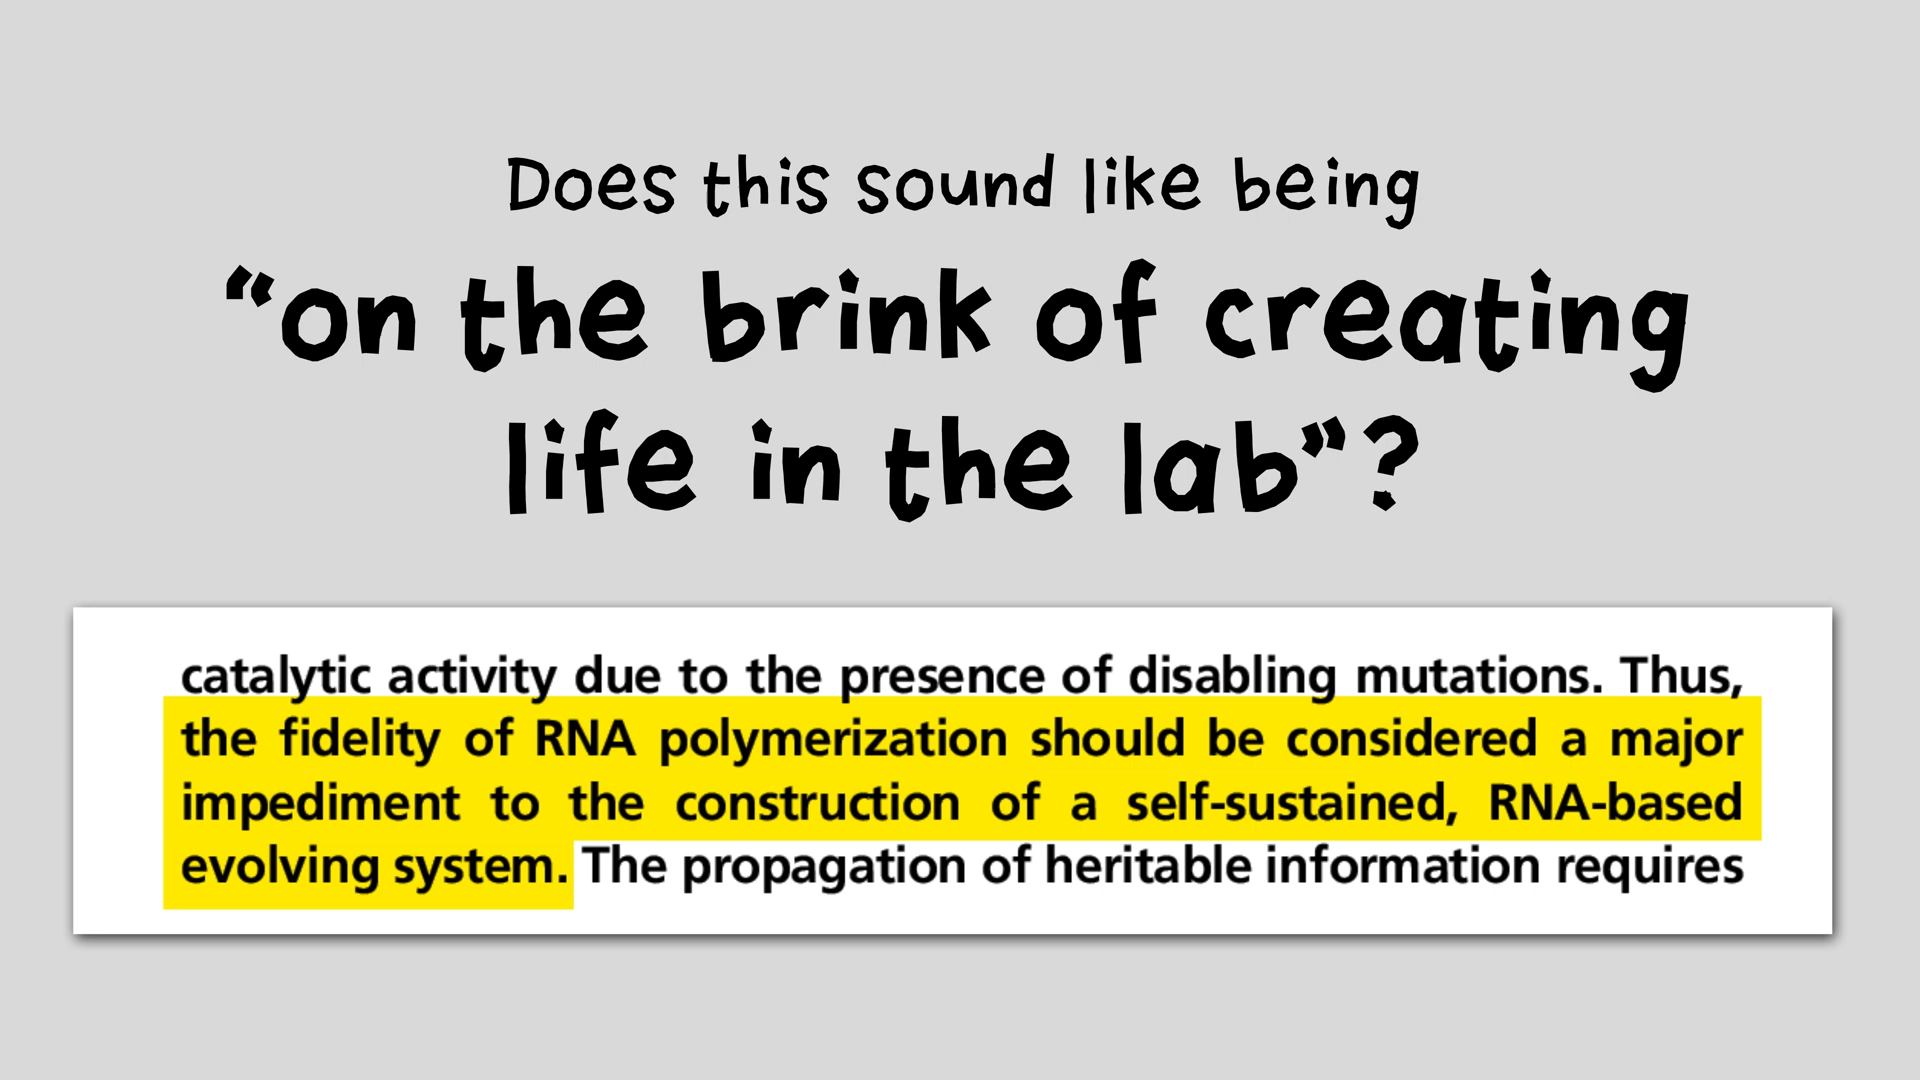 Does this sound like being
“on the brink of creating
life in the lab”?
catalytic activity due to the presence of disabling mutations. Thus,
the fidelity of RNA polymerization should be considered a major
impediment to the construction of a self-sustained, RNA-based
evolving system. The propagation of heritable information requires